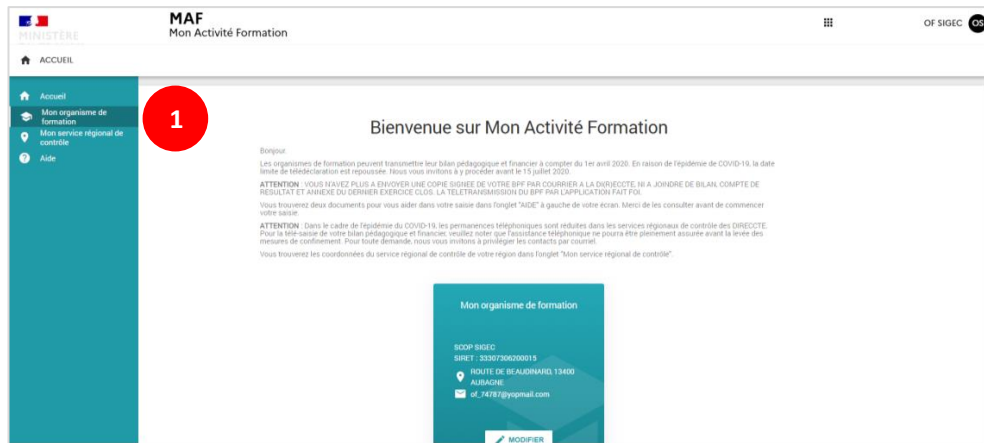 MINISTÈRE
MAF
Mon Activité Formation
OF SIGEC OS
ACCUEIL
Accueil
Mon organisme de
formation
Mon service régional de
contrôle
Aide
1
Bienvenue sur Mon Activité Formation
Bonjour.
Les organismes de formation peuvent transmettre leur bilan pédagogique et financier à compter du 1er avril 2020. En raison de l'épidémie de COVID-19, la date
limite de télédéclaration est repoussée. Nous vous invitons à y procéder avant le 15 juillet 2020.
ATTENTION : VOUS N'AVEZ PLUS A ENVOYER UNE COPIE SIGNEE DE VOTRE BPF PAR COURRIER A LA DI(R)ECCTE, NI A JOINDRE DE BILAN, COMPTE DE
RESULTAT ET ANNEXE DU DERNIER EXERCICE CLOS. LA TELETRANSMISSION DU BPF PAR L'APPLICATION FAIT FOI.
Vous trouverez deux documents pour vous aider dans votre saisie dans l'onglet "AIDE" à gauche de votre écran. Merci de les consulter avant de commencer
votre saisie.
ATTENTION : Dans le cadre de l'épidémie du COVID-19, les permanences téléphoniques sont réduites dans les services régionaux de contrôle des DIRECCTE.
Pour la télé-saisie de votre bilan pédagogique et financier, veuillez noter que l'assistance téléphonique ne pourra être pleinement assurée avant la levée des
mesures de confinement. Pour toute demande, nous vous invitons à privilégier les contacts par courriel.
Vous trouverez les coordonnées du service régional de contrôle de votre région dans l'onglet "Mon service régional de contrôle".
Mon organisme de formation
SCOP SIGEC
SIRET : 33307306200015
ROUTE DE BEAUDINARD, 13400
AUBAGNE
of_74787@yopmail.com
MODIFIER